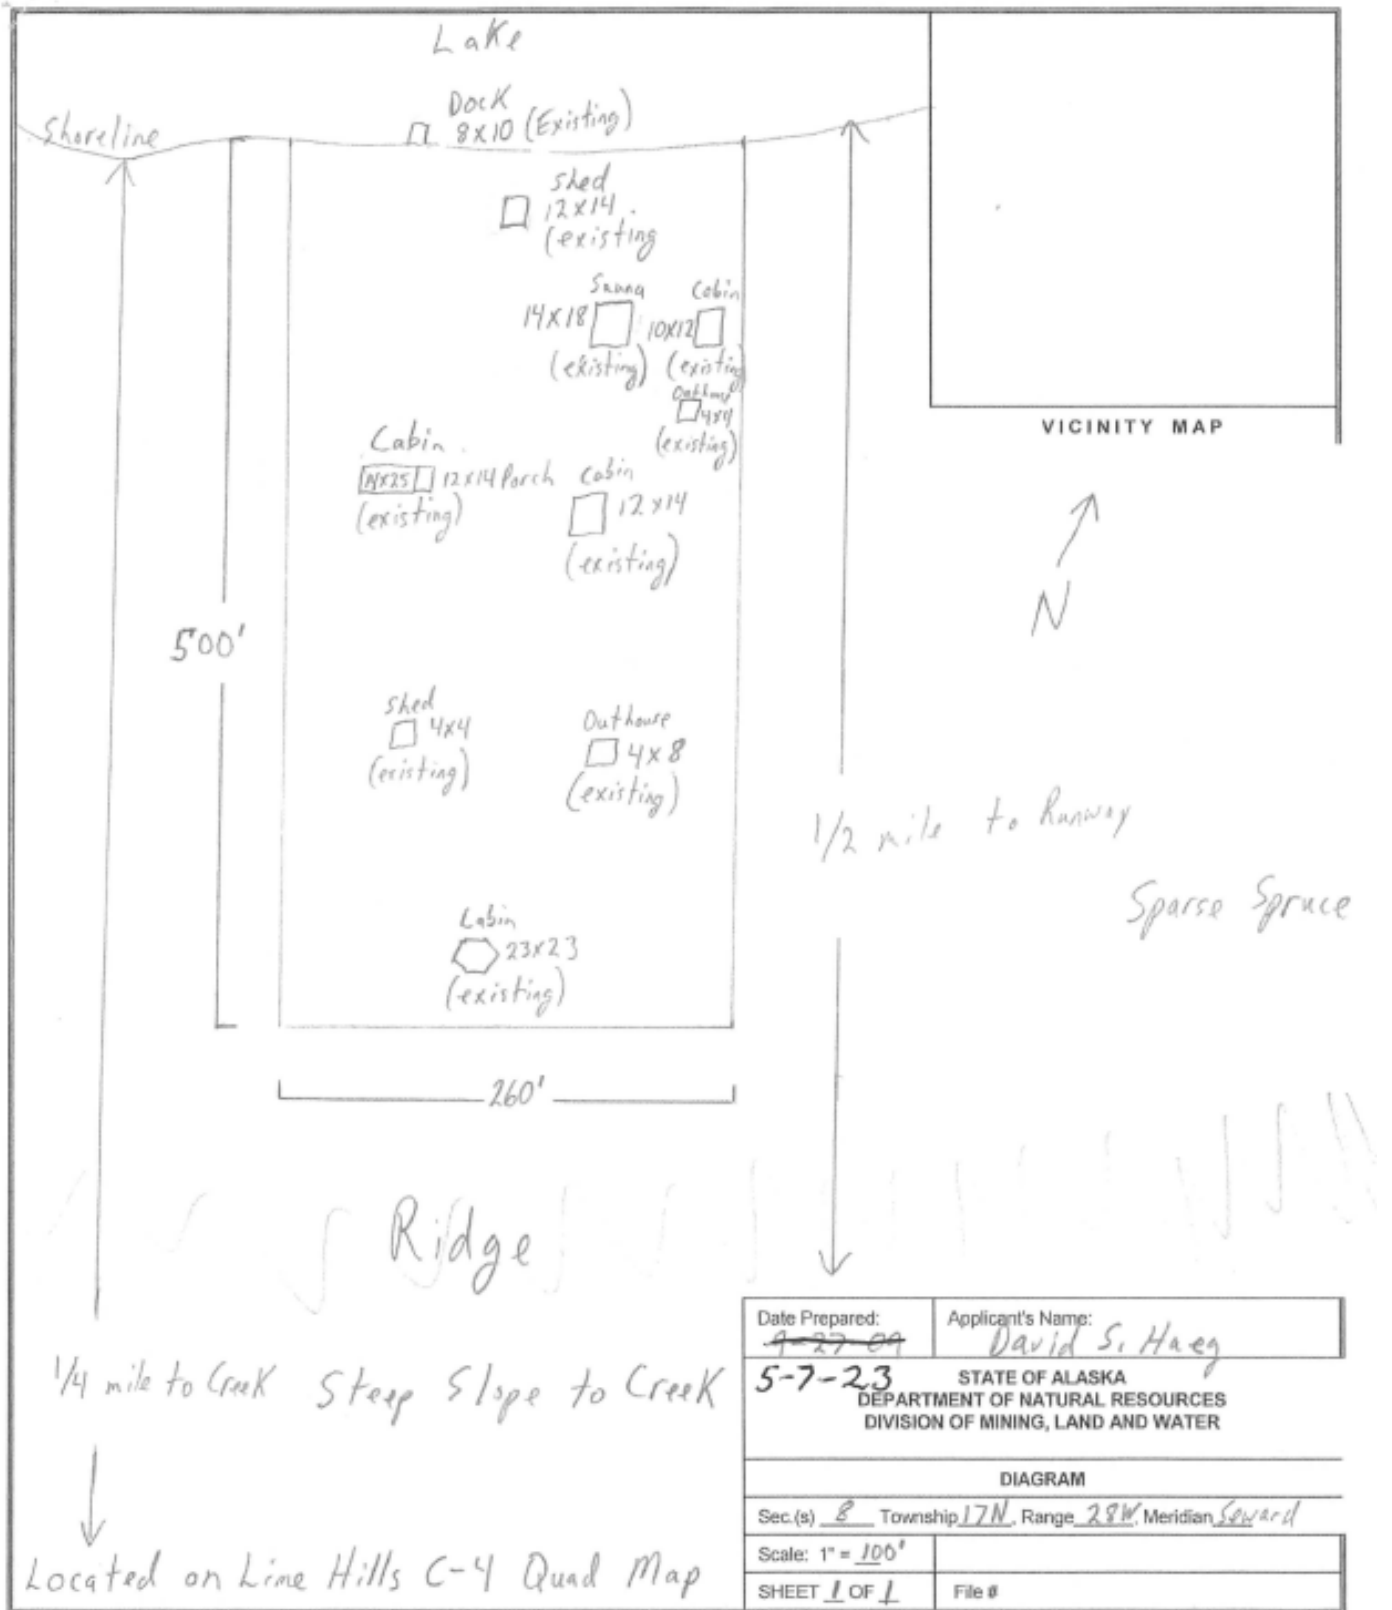 Lake
Dock
8x10 (Existing)
Shoreline
Shed
12x14
(existing
Sauna
14x18
(existing)
Cabin
10x12
(existing
Outhouse
4x4
(existing)
Cabin
12x14 Porch
(existing)
Cabin
12x14
(existing)
500'
Shed
4x4
(existing)
Outhouse
4x8
(existing)
Cabin
23x23
(existing)
260'
VICINITY MAP
N
1/2 mile to Runway
Sparse Spruce
Ridge
1/4 mile to Creek
Steep Slope to Creek
Located on Lime Hills C-4 Quad Map
Date Prepared:
9-27-09
5-7-23
Applicant's Name:
David S. Haeg
STATE OF ALASKA
DEPARTMENT OF NATURAL RESOURCES
DIVISION OF MINING, LAND AND WATER
DIAGRAM
Sec.(s) 8 Township 17N, Range 28W, Meridian Seward
Scale: 1" = 100'
SHEET 1 OF 1
File #